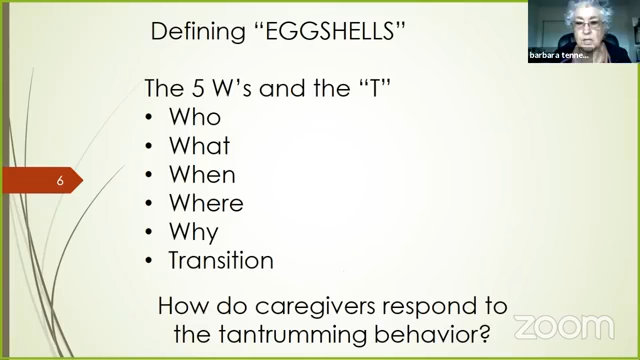 Defining “EGGSHELLS”
barbara tenne...
The 5 W’s and the “T”
• Who
• What
• When
• Where
• Why
• Transition
6
How do caregivers respond to
the tantrumming behavior?
zoom